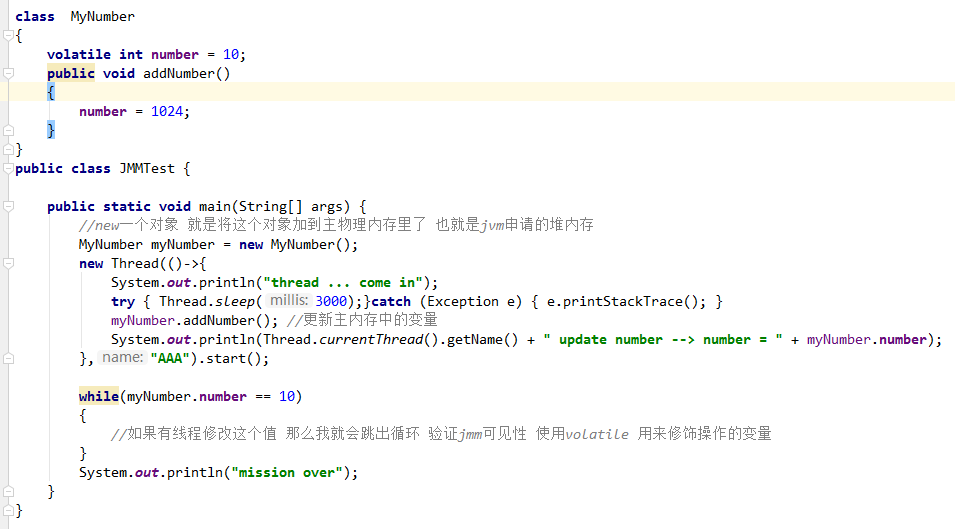 class  MyNumber
{
    volatile int number = 10;
    public void addNumber()
    {
        number = 1024;
    }
}
public class JMMTest {

    public static void main(String[] args) {
        //new一个对象 就是将这个对象加到主物理内存里了 也就是jvm申请的堆内存
        MyNumber myNumber = new MyNumber();
        new Thread(()->{
            System.out.println("thread ... come in");
            try { Thread.sleep( millis: 3000);}catch (Exception e) { e.printStackTrace(); }
            myNumber.addNumber(); //更新主内存中的变量
            System.out.println(Thread.currentThread().getName() + " update number --> number = " + myNumber.number);
        }, name: "AAA").start();

        while(myNumber.number == 10)
        {
            //如果有线程修改这个值 那么我就会跳出循环 验证jmm可见性 使用volatile 用来修饰操作的变量
        }
        System.out.println("mission over");
    }
}